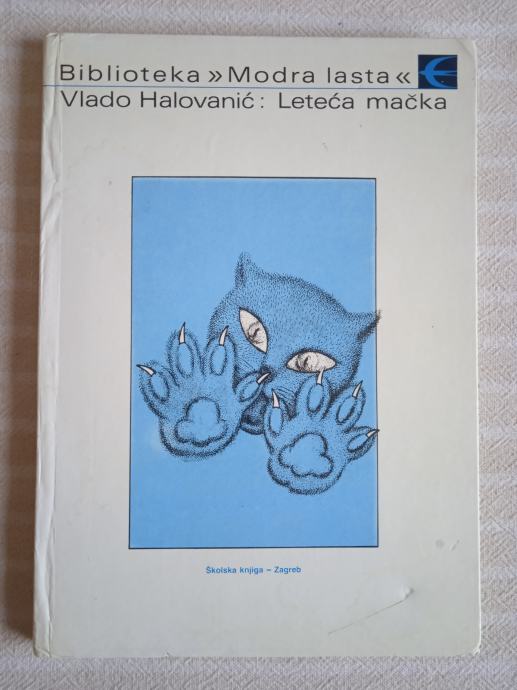 Biblioteka »Modra lasta«
Vlado Halovanić: Leteća mačka
Školska knjiga – Zagreb